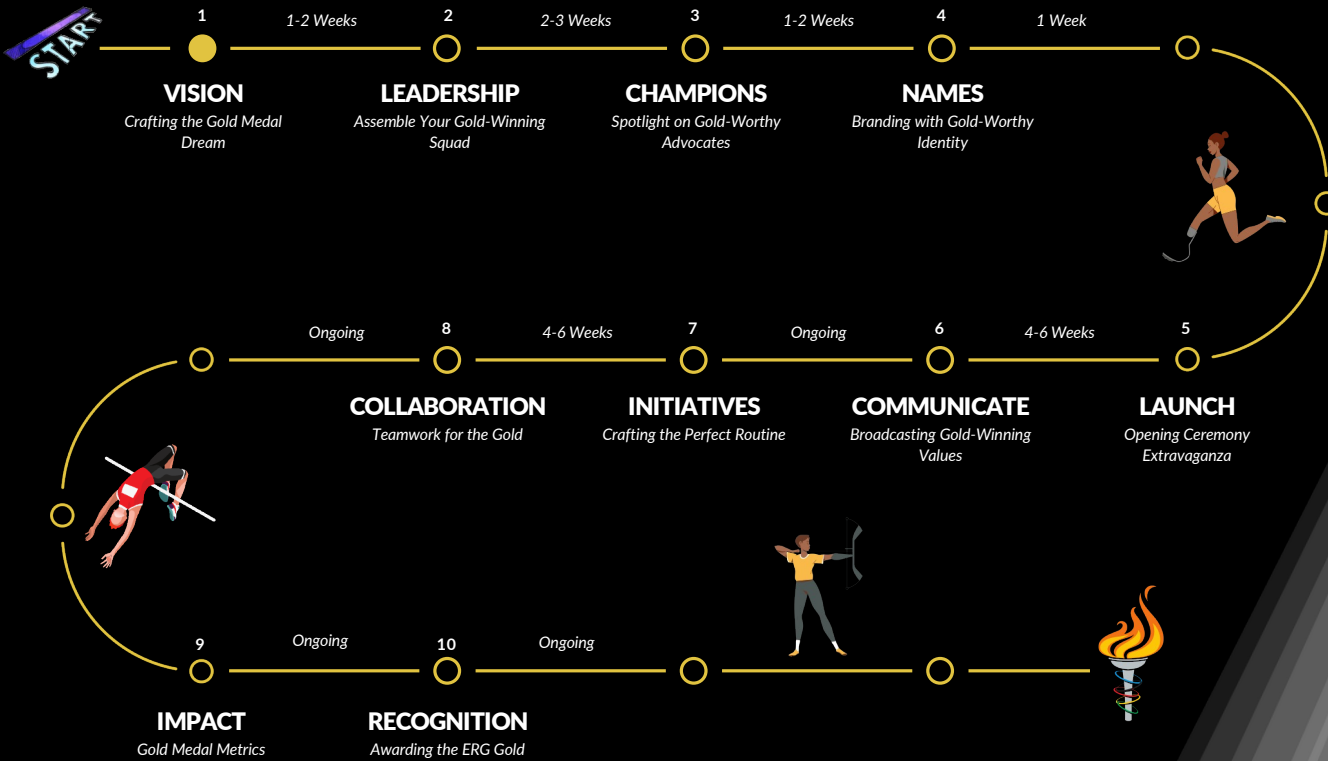 START
1
1-2 Weeks
2
2-3 Weeks
3
1-2 Weeks
4
1 Week
VISION
Crafting the Gold Medal
Dream
LEADERSHIP
Assemble Your Gold-Winning
Squad
CHAMPIONS
Spotlight on Gold-Worthy
Advocates
NAMES
Branding with Gold-Worthy
Identity
5
4-6 Weeks
6
Ongoing
7
4-6 Weeks
8
Ongoing
LAUNCH
Opening Ceremony
Extravaganza
COMMUNICATE
Broadcasting Gold-Winning
Values
INITIATIVES
Crafting the Perfect Routine
COLLABORATION
Teamwork for the Gold
9
Ongoing
10
Ongoing
IMPACT
Gold Medal Metrics
RECOGNITION
Awarding the ERG Gold